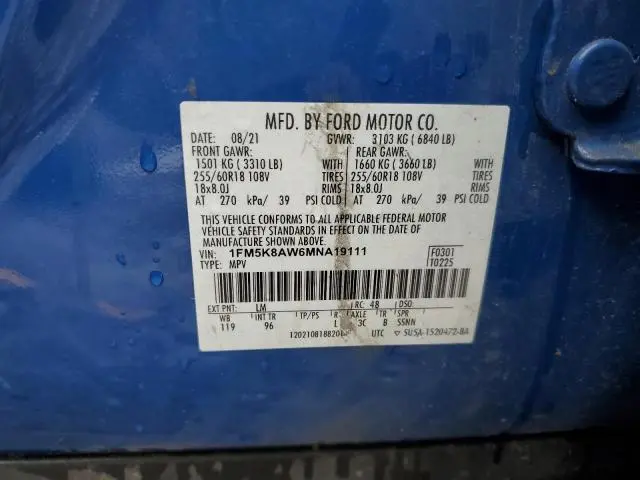 MFD. BY FORD MOTOR CO.
DATE: 08/21 GVWR: 3103 KG ( 6840 LB)
FRONT GAWR: REAR GAWR:
1501 KG ( 3310 LB) WITH 1660 KG ( 3660 LB) WITH
255/60R18 108V TIRES 255/60R18 108V TIRES
18x8.0J RIMS 18x8.0J RIMS
AT 270 kPa/ 39 PSI COLD AT 270 kPa/ 39 PSI COLD
THIS VEHICLE CONFORMS TO ALL APPLICABLE FEDERAL MOTOR
VEHICLE SAFETY STANDARDS IN EFFECT ON THE DATE OF
MANUFACTURE SHOWN ABOVE.
VIN: 1FM5K8AW6MNA19111 F0301
TYPE: MPV T0225
EXT PNT: LM RC: 48 DSO:
WB INT TR TP/PS R AXLE TR SPR
119 96 L 3C B SSNN
UTC